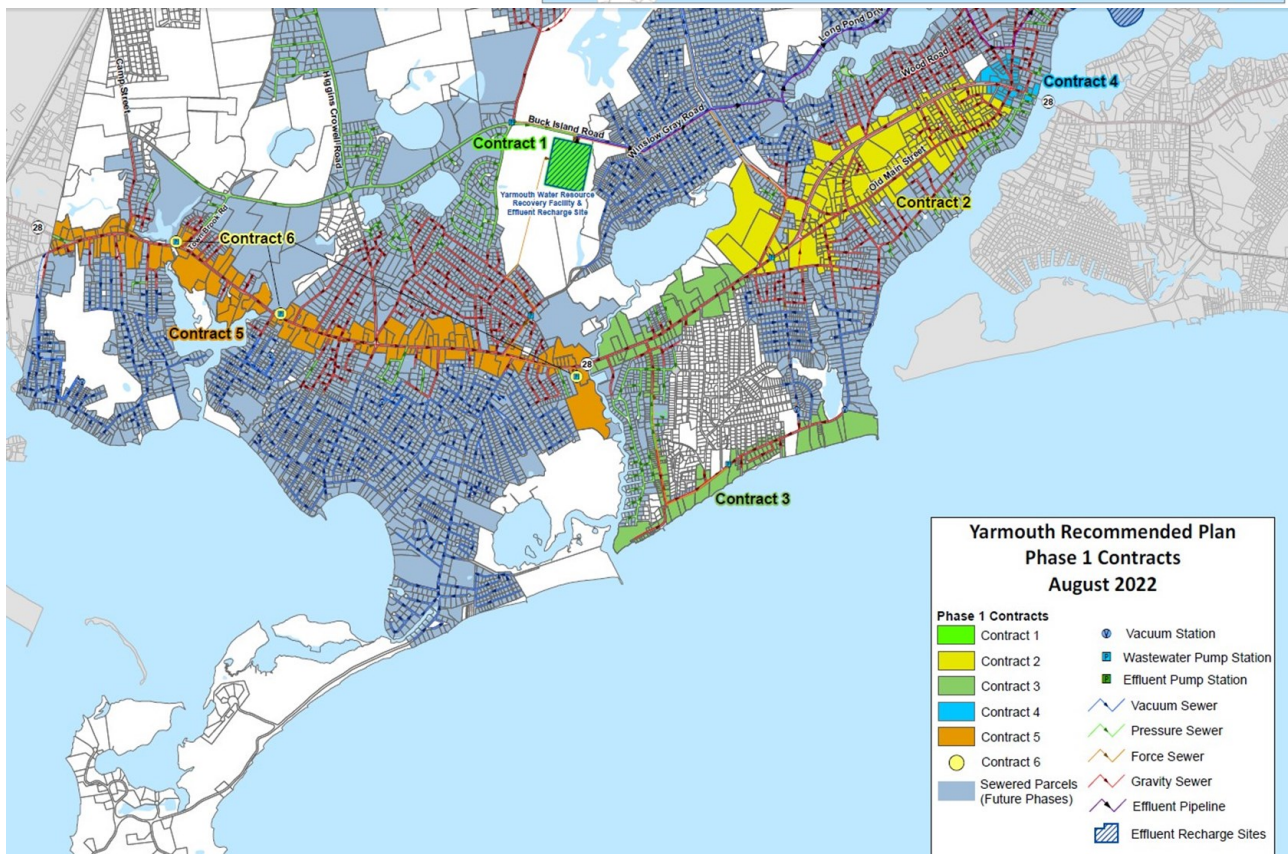 Long Pond Driv
Wood Road
Contract 4
28
Camp Street
Higgins Crowell Road
Buck Island Road
Contract 1
Winslow Gray Road
Old Main Street
Yarmouth Water Resource
Recovery Facility &
Effluent Recharge Site
Contract 2
28
Town Brook Rd
Contract 6
Contract 5
28
Contract 3
Yarmouth Recommended Plan
Phase 1 Contracts
August 2022
Phase 1 Contracts
Contract 1
Contract 2
Contract 3
Contract 4
Contract 5
Contract 6
Sewered Parcels
(Future Phases)
Vacuum Station
Wastewater Pump Station
Effluent Pump Station
Vacuum Sewer
Pressure Sewer
Force Sewer
Gravity Sewer
Effluent Pipeline
Effluent Recharge Sites